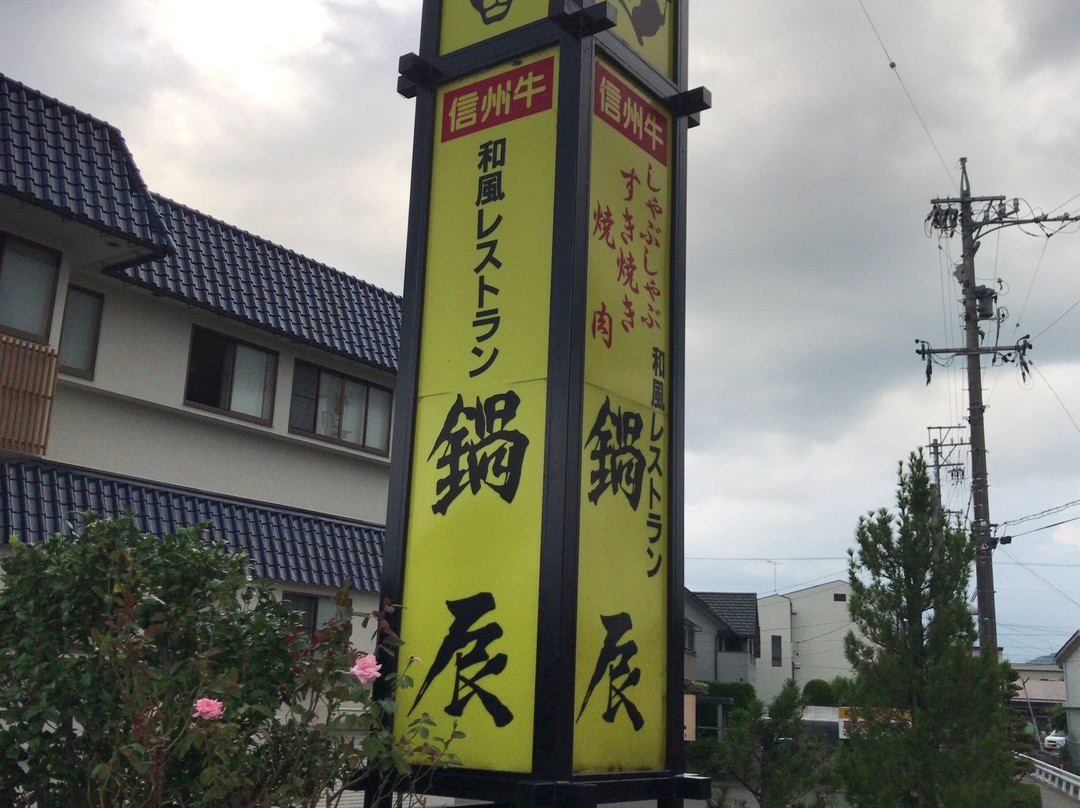 信州牛
和風レストラン
鍋辰
信州牛
しゃぶしゃぶ
すき焼き
焼肉
和風レストラン
鍋辰